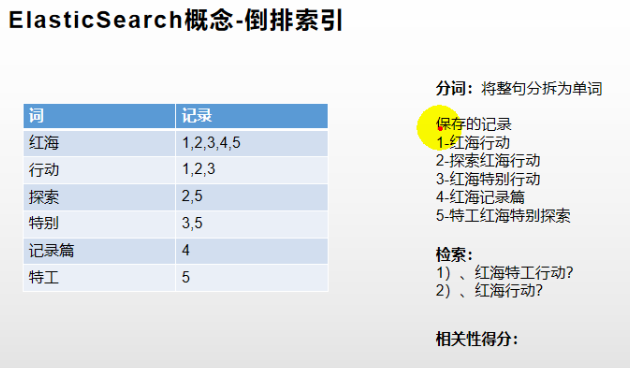 ElasticSearch概念-倒排索引
词 记录
红海 1,2,3,4,5
行动 1,2,3
探索 2,5
特别 3,5
记录篇 4
特工 5
分词：将整句分拆为单词
保存的记录
1-红海行动
2-探索红海行动
3-红海特别行动
4-红海记录篇
5-特工红海特别探索
检索：
1）、红海特工行动？
2）、红海行动？
相关性得分：